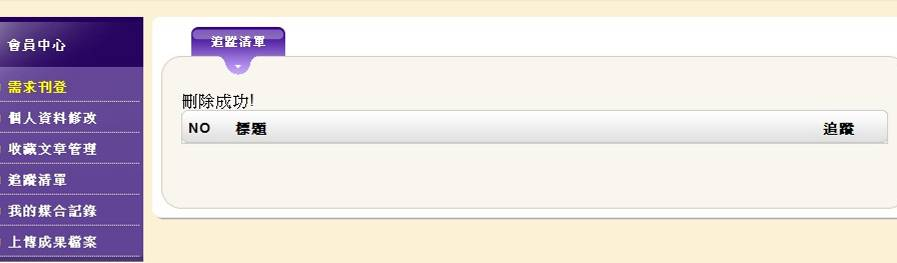 會員中心
需求刊登
個人資料修改
收藏文章管理
追蹤清單
我的媒合記錄
上傳成果檔案
追蹤清單
刪除成功!
NO 標題 追蹤